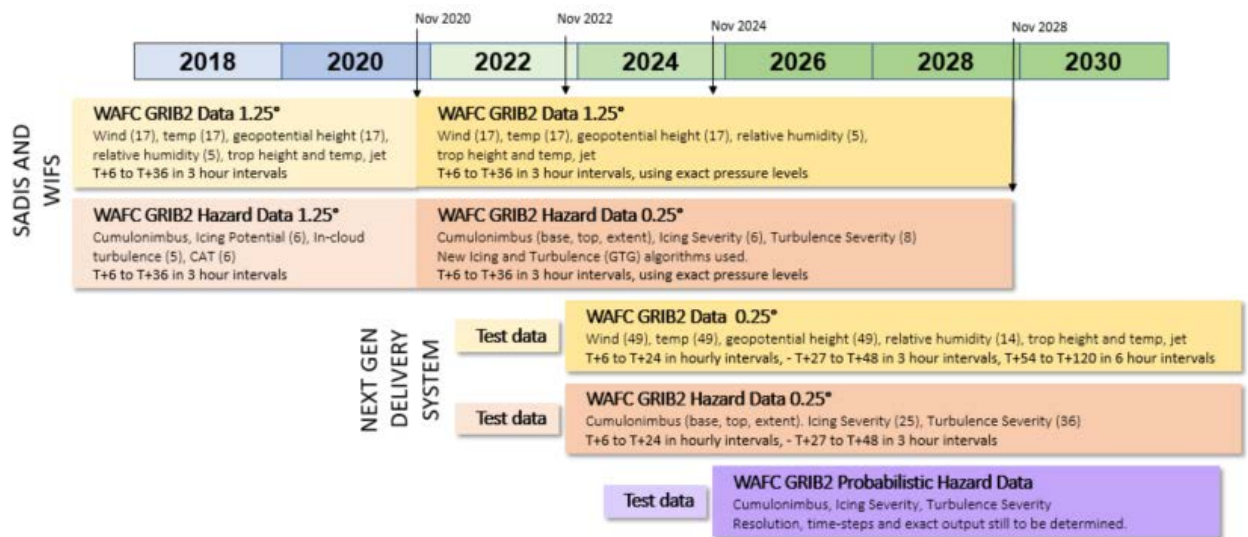 Nov 2020
Nov 2022
Nov 2024
Nov 2028
2018
2020
2022
2024
2026
2028
2030
SADIS AND
WIFS
WAFC GRIB2 Data 1.25°
Wind (17), temp (17), geopotential height (17),
relative humidity (5), trop height and temp, jet
T+6 to T+36 in 3 hour intervals
WAFC GRIB2 Data 1.25°
Wind (17), temp (17), geopotential height (17), relative humidity (5),
trop height and temp, jet
T+6 to T+36 in 3 hour intervals, using exact pressure levels
WAFC GRIB2 Hazard Data 1.25°
Cumulonimbus, Icing Potential (6), In-cloud
turbulence (5), CAT (6)
T+6 to T+36 in 3 hour intervals
WAFC GRIB2 Hazard Data 0.25°
Cumulonimbus (base, top, extent), Icing Severity (6), Turbulence Severity (8)
New Icing and Turbulence (GTG) algorithms used.
T+6 to T+36 in 3 hour intervals, using exact pressure levels
NEXT GEN
DELIVERY
SYSTEM
Test data
WAFC GRIB2 Data 0.25°
Wind (49), temp (49), geopotential height (49), relative humidity (14), trop height and temp, jet
T+6 to T+24 in hourly intervals, - T+27 to T+48 in 3 hour intervals, T+54 to T+120 in 6 hour intervals
Test data
WAFC GRIB2 Hazard Data 0.25°
Cumulonimbus (base, top, extent). Icing Severity (25), Turbulence Severity (36)
T+6 to T+24 in hourly intervals, - T+27 to T+48 in 3 hour intervals
Test data
WAFC GRIB2 Probabilistic Hazard Data
Cumulonimbus, Icing Severity, Turbulence Severity
Resolution, time-steps and exact output still to be determined.